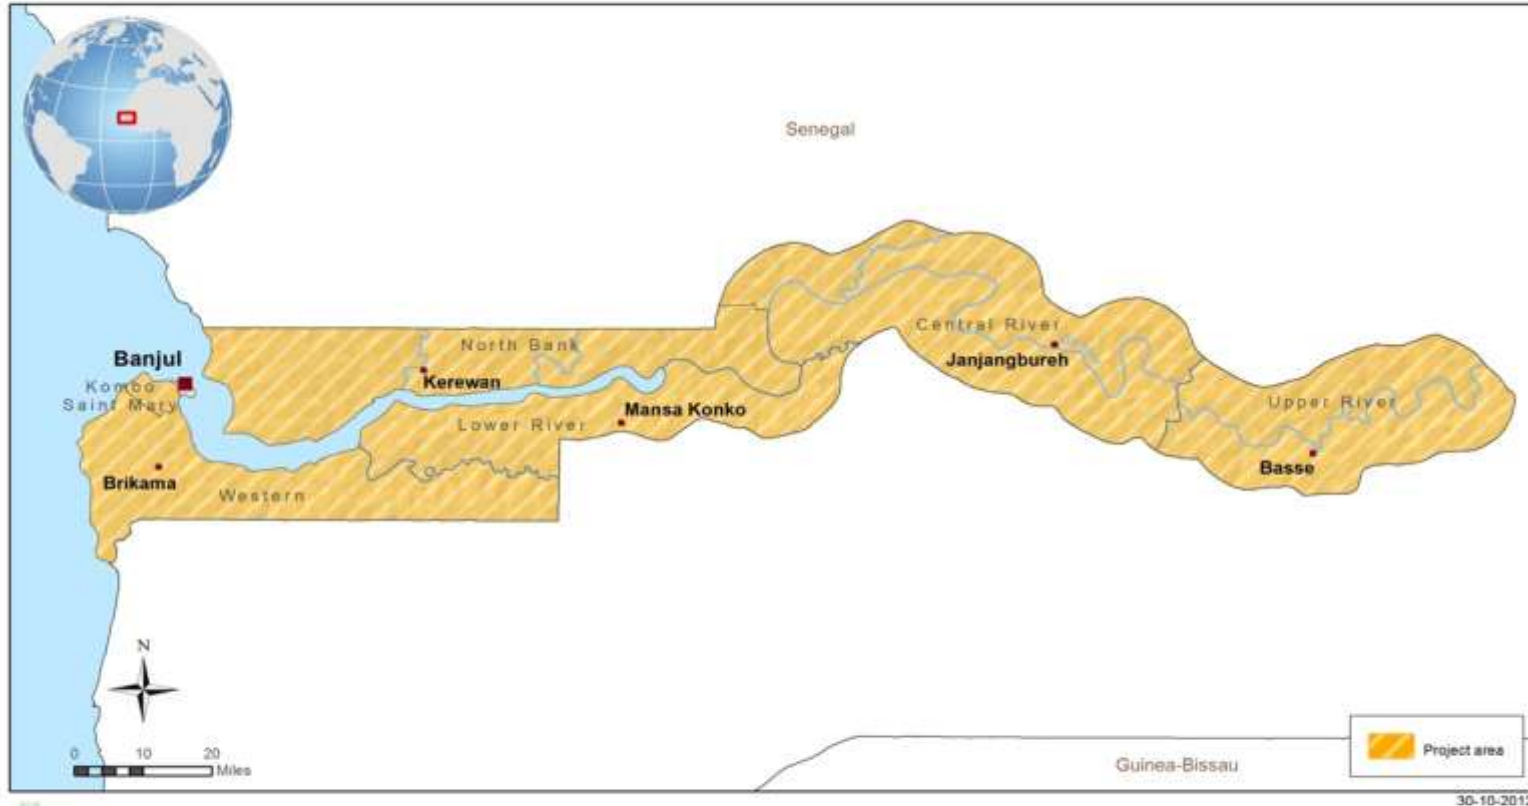 Senegal
North Bank
Central River
Banjul
Janjangbureh
Kerewan
Kombo
Saint Mary
Mansa Konko
Upper River
Lower River
Basse
Brikama
Western
N
0 10 20
Miles
Project area
Guinea-Bissau